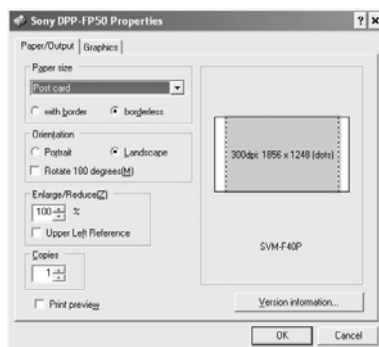 Sony DPP-FP50 Properties
Paper/Output
Graphics
Paper size
Post card
with border
borderless
Orientation
Portrait
Landscape
Rotate 180 degrees(M)
Enlarge/Reduce(Z)
100 %
Upper Left Reference
Copies
1
Print preview
300dpi: 1856 x 1248 (dots)
SVM-F40P
Version information...
OK
Cancel